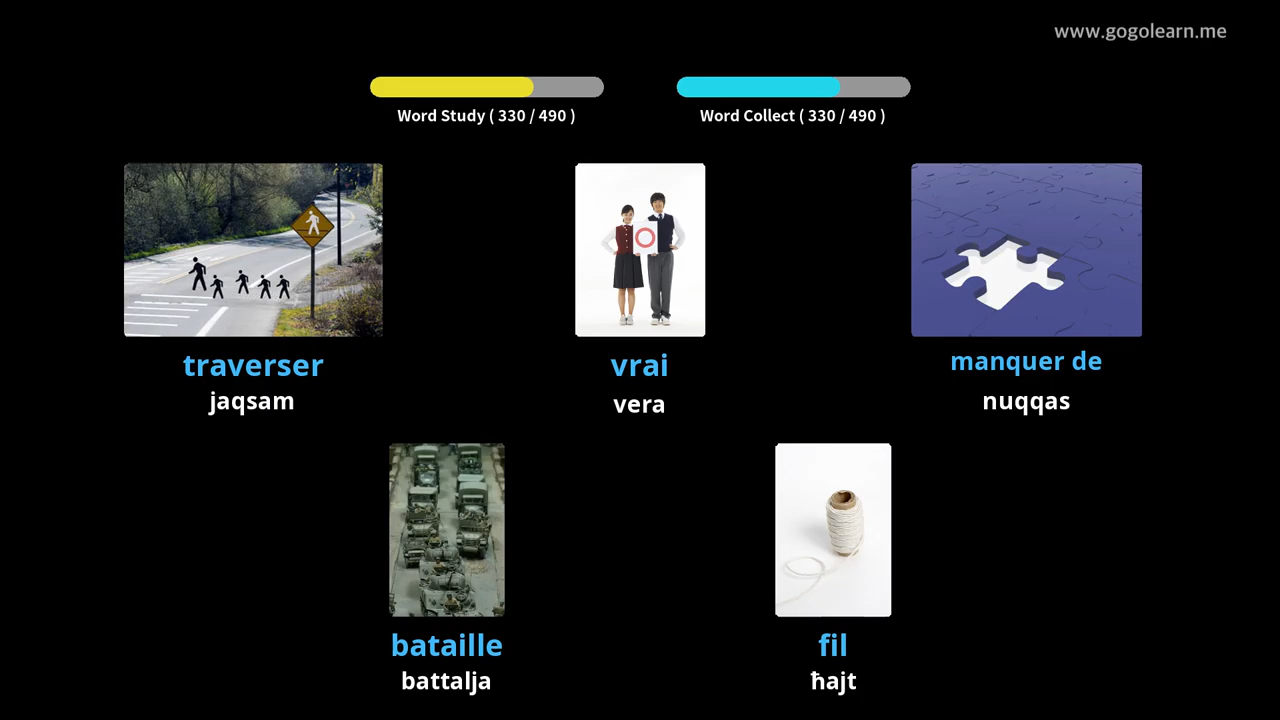 www.gogolearn.me
Word Study ( 330 / 490 )
Word Collect ( 330 / 490 )
traverser
jaqsam
vrai
vera
manquer de
nuqqas
bataille
battalja
fil
ħajt